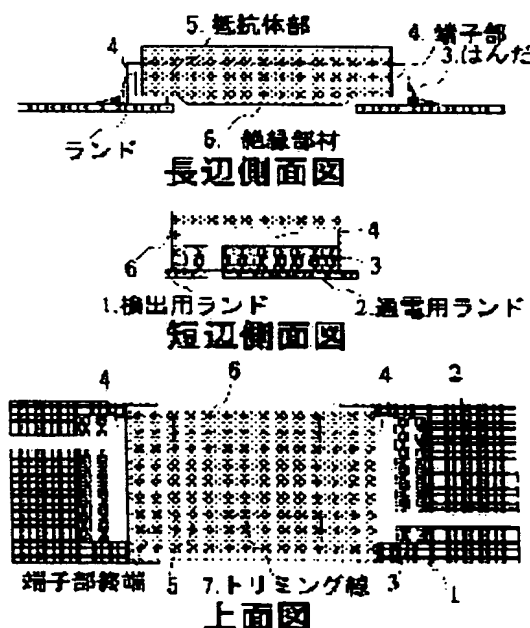 5. 抵抗体部
4
4. 端子部
3. はんだ
ランド
6. 絶縁部材
長辺側面図
4
6
3
1. 検出用ランド
2. 通電用ランド
短辺側面図
4
6
4
2
端子部終端
5
7. トリミング線
3
1
上面図